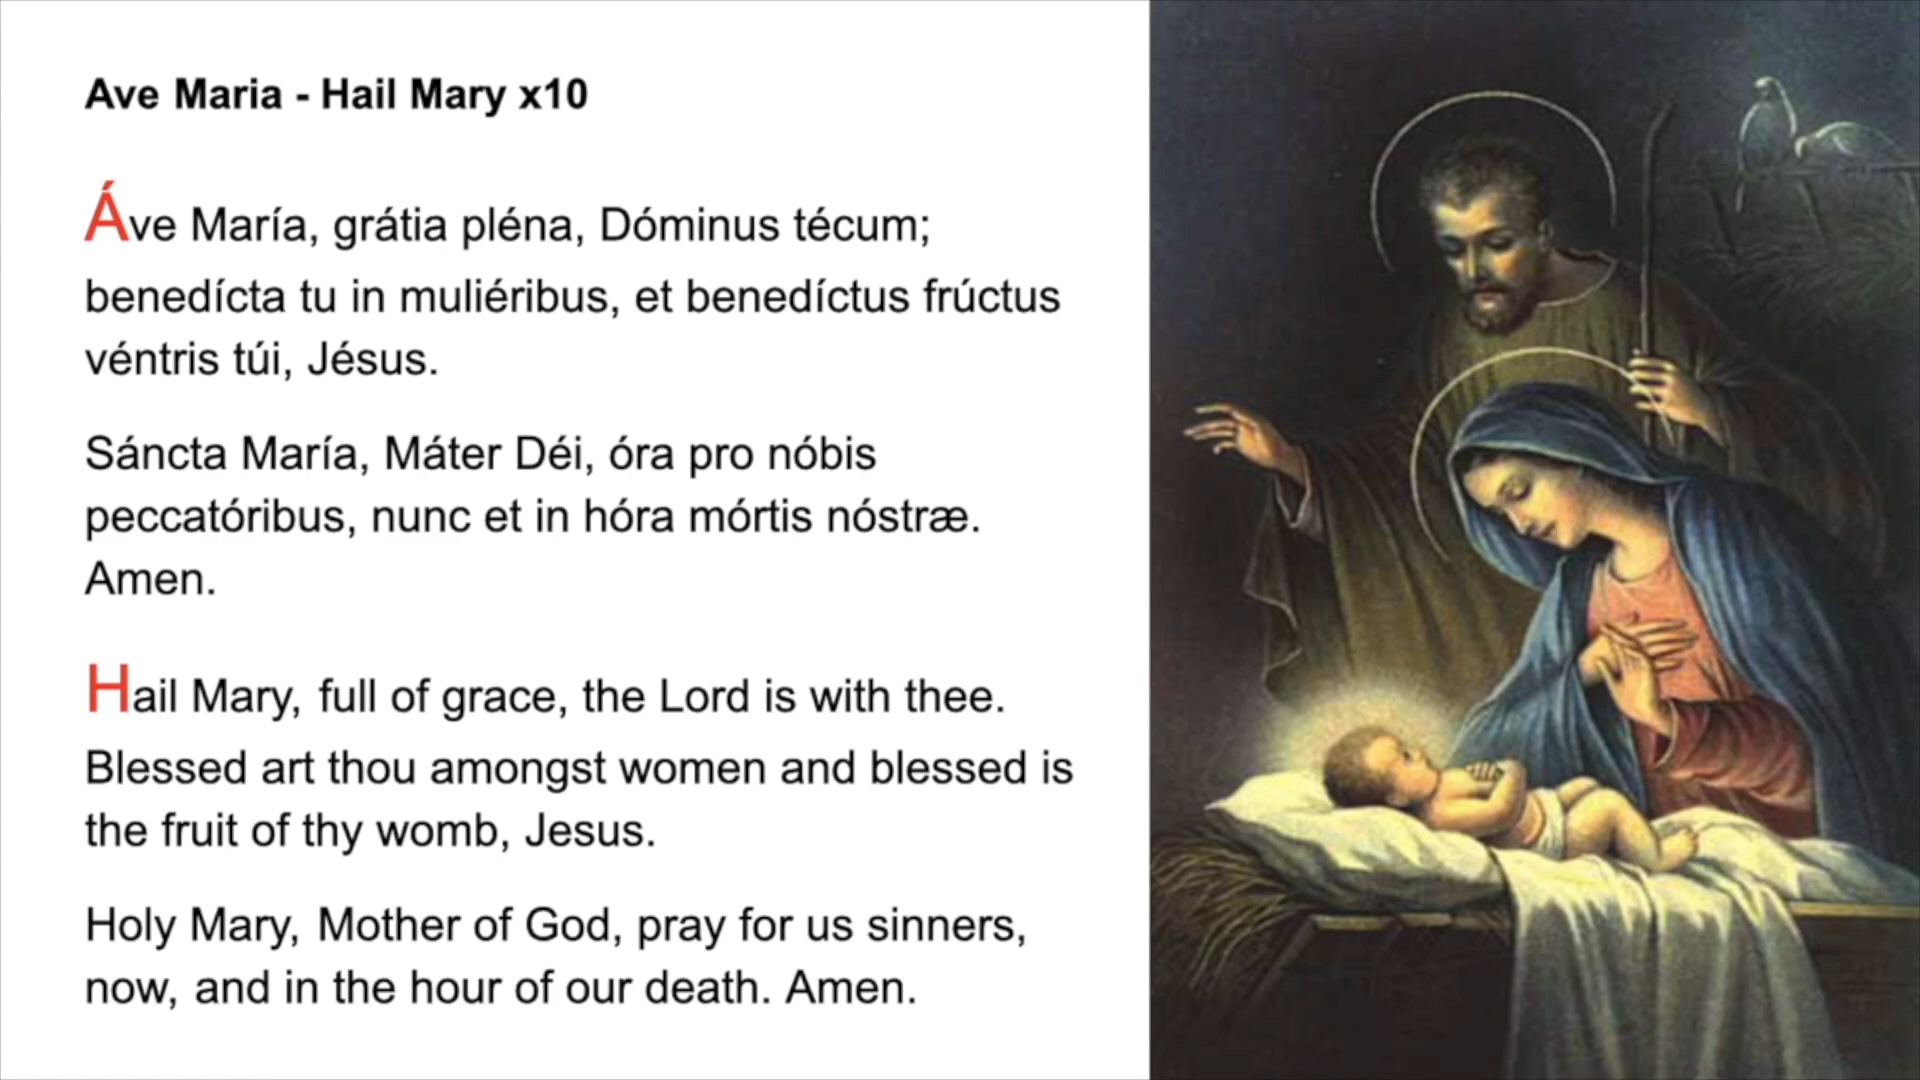 Ave Maria - Hail Mary x10
Áve María, grátia pléna, Dóminus técum;
benedícta tu in muliéribus, et benedíctus frúctus
véntris túi, Jésus.
Sáncta María, Máter Déi, óra pro nóbis
peccatóribus, nunc et in hóra mórtis nóstræ.
Amen.
Hail Mary, full of grace, the Lord is with thee.
Blessed art thou amongst women and blessed is
the fruit of thy womb, Jesus.
Holy Mary, Mother of God, pray for us sinners,
now, and in the hour of our death. Amen.